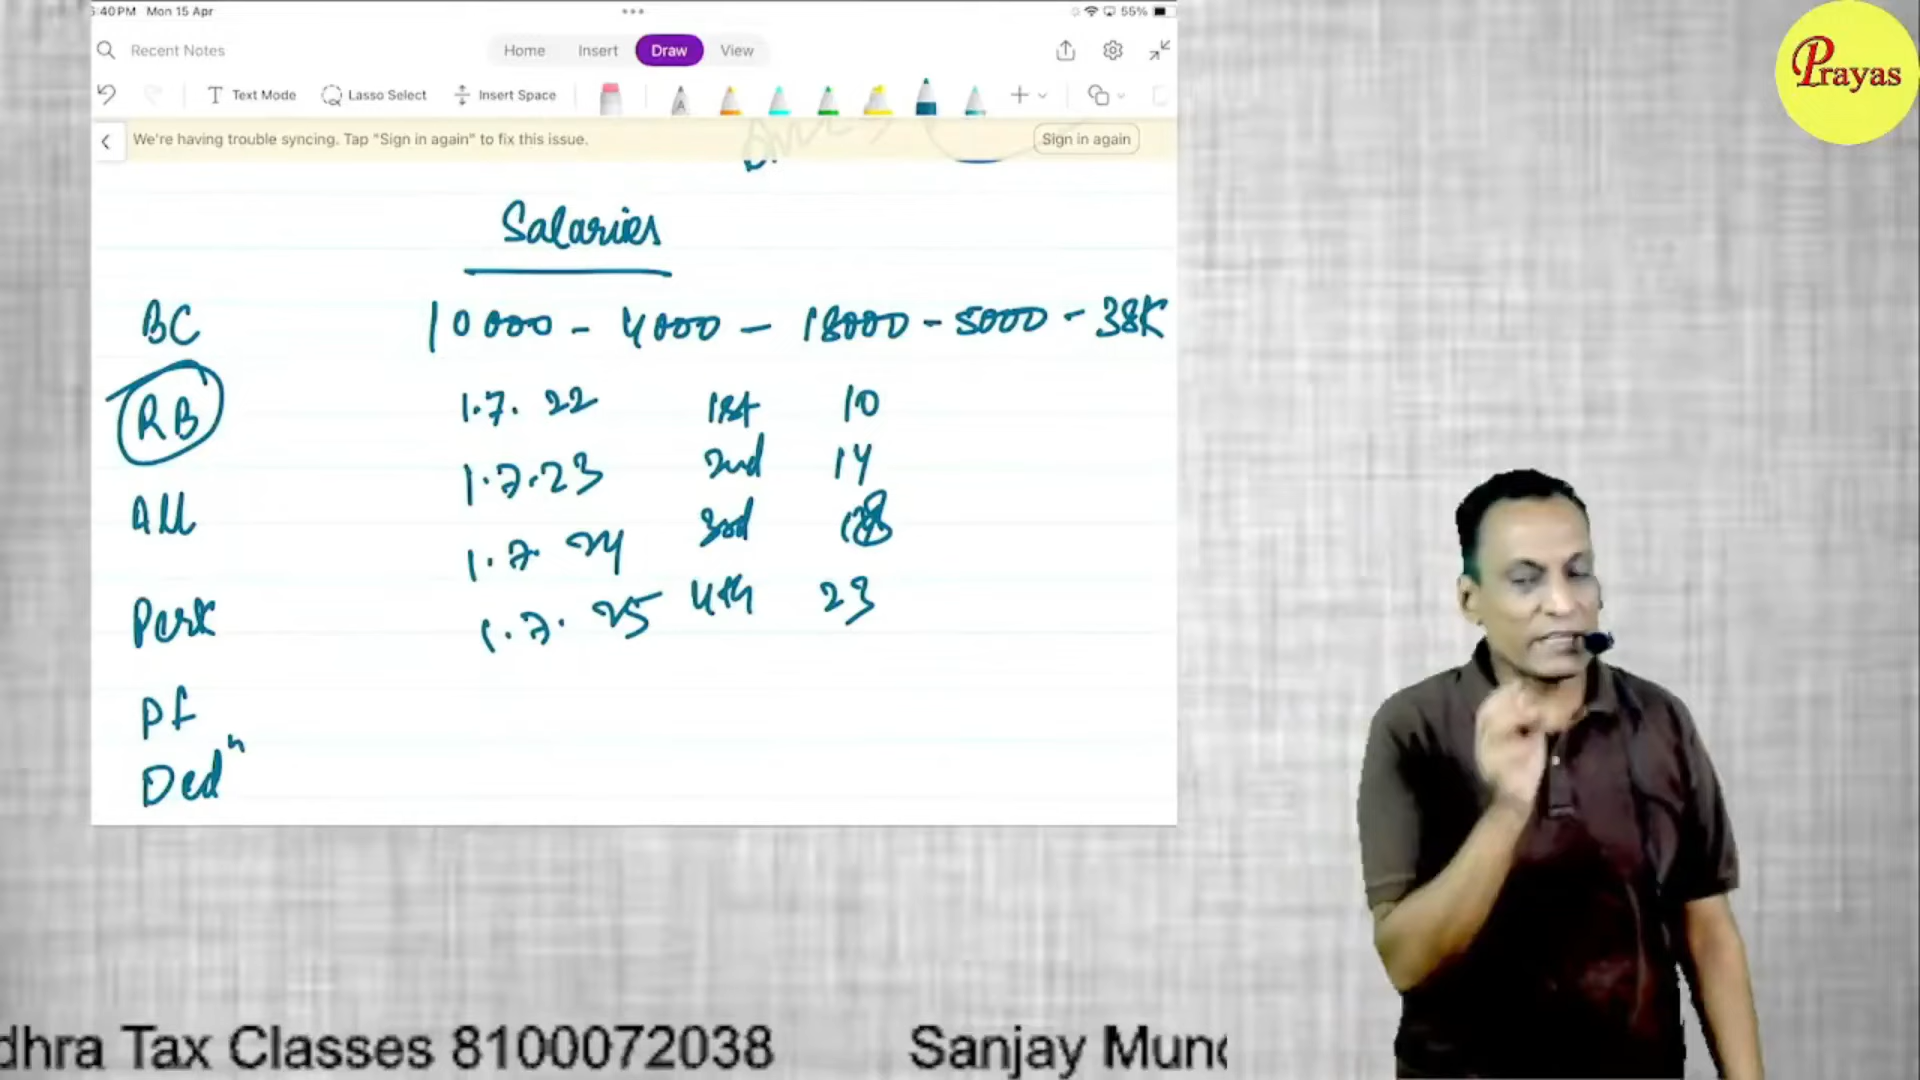 5:40 PM Mon 15 Apr
55%
Recent Notes
Home Insert Draw View
Text Mode Lasso Select Insert Space
We're having trouble syncing. Tap "Sign in again" to fix this issue.
Sign in again
Prayas
Salaries
BC 10000 - 4000 - 18000 - 5000 - 38K
RB 1.7.22 1st 10
1.7.23 2nd 14
All 1.7.24 3rd 18
Perk 1.7.25 4th 23
PF
Dedn
dhra Tax Classes 8100072038 Sanjay Mund